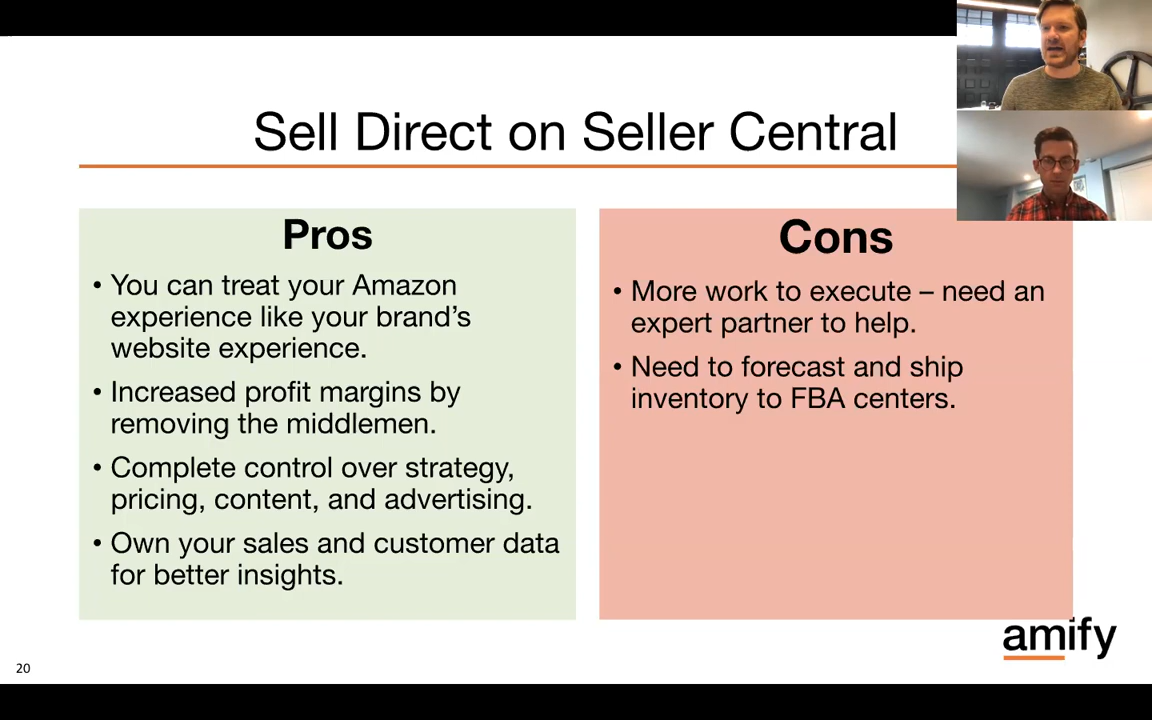 Sell Direct on Seller Central
Pros
• You can treat your Amazon
experience like your brand's
website experience.
• Increased profit margins by
removing the middlemen.
• Complete control over strategy,
pricing, content, and advertising.
• Own your sales and customer data
for better insights.
Cons
• More work to execute – need an
expert partner to help.
• Need to forecast and ship
inventory to FBA centers.
amify
20